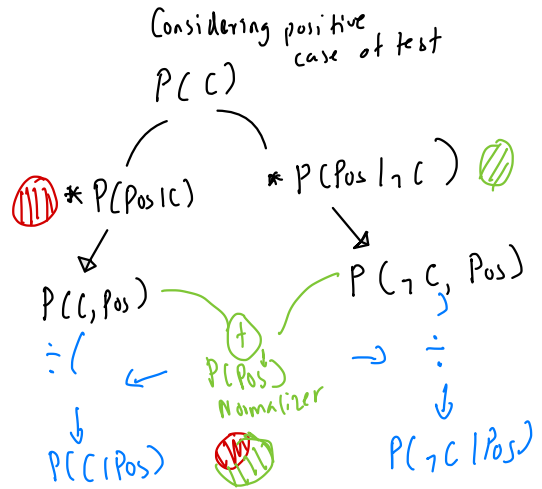 Considering positive
case of test
P(C)
* P(Pos|C)
* P(Pos|¬C)
P(C,Pos)
P(¬C, Pos)
+
÷
P(Pos)
÷
Normalizer
P(C|Pos)
P(¬C|Pos)